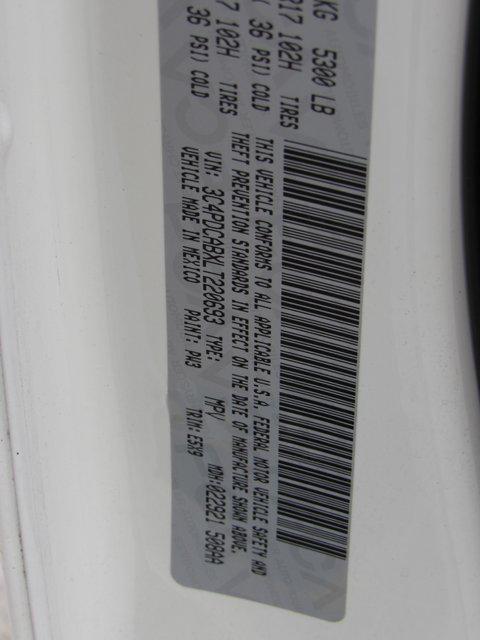 KG 5300 LB
R17 102H TIRES
36 PSI) COLD
7 102H TIRES
36 PSI) COLD
THIS VEHICLE CONFORMS TO ALL APPLICABLE U.S.A. FEDERAL MOTOR VEHICLE SAFETY AND
THEFT PREVENTION STANDARDS IN EFFECT ON THE DATE OF MANUFACTURE SHOWN ABOVE.
VIN: 3C4PDCABXLT220693 TYPE: MPV MDH:022921 508AA
VEHICLE MADE IN MEXICO PAINT: PW3 TRIM: E5X9